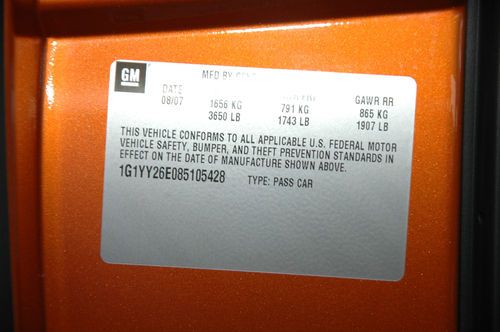 GM
MFD BY
DATE GAWR RR
08/07 1656 KG 791 KG 865 KG
3650 LB 1743 LB 1907 LB
THIS VEHICLE CONFORMS TO ALL APPLICABLE U.S. FEDERAL MOTOR
VEHICLE SAFETY, BUMPER, AND THEFT PREVENTION STANDARDS IN
EFFECT ON THE DATE OF MANUFACTURE SHOWN ABOVE.
1G1YY26E085105428 TYPE: PASS CAR